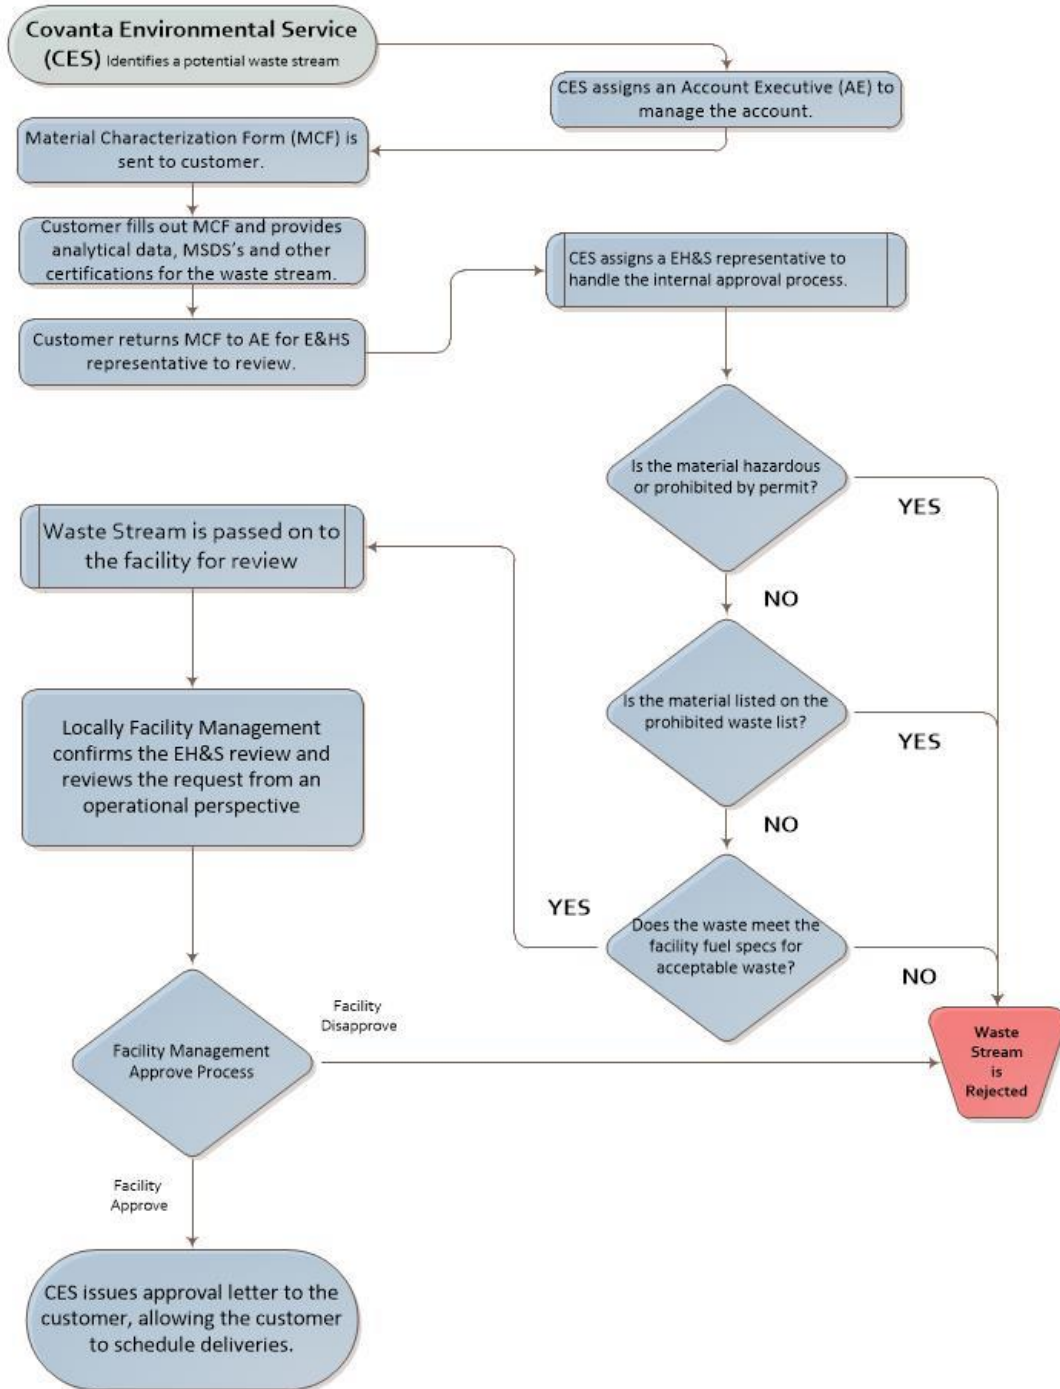 Covanta Environmental Service
(CES) Identifies a potential waste stream
CES assigns an Account Executive (AE) to
manage the account.
Material Characterization Form (MCF) is
sent to customer.
Customer fills out MCF and provides
analytical data, MSDS's and other
certifications for the waste stream.
Customer returns MCF to AE for E&HS
representative to review.
CES assigns a EH&S representative to
handle the internal approval process.
Is the material hazardous
or prohibited by permit?
YES
NO
Is the material listed on the
prohibited waste list?
YES
NO
Does the waste meet the
facility fuel specs for
acceptable waste?
YES
NO
Waste Stream is passed on to
the facility for review
Locally Facility Management
confirms the EH&S review and
reviews the request from an
operational perspective
Facility Management
Approve Process
Facility
Disapprove
Waste
Stream
is
Rejected
Facility
Approve
CES issues approval letter to the
customer, allowing the customer
to schedule deliveries.